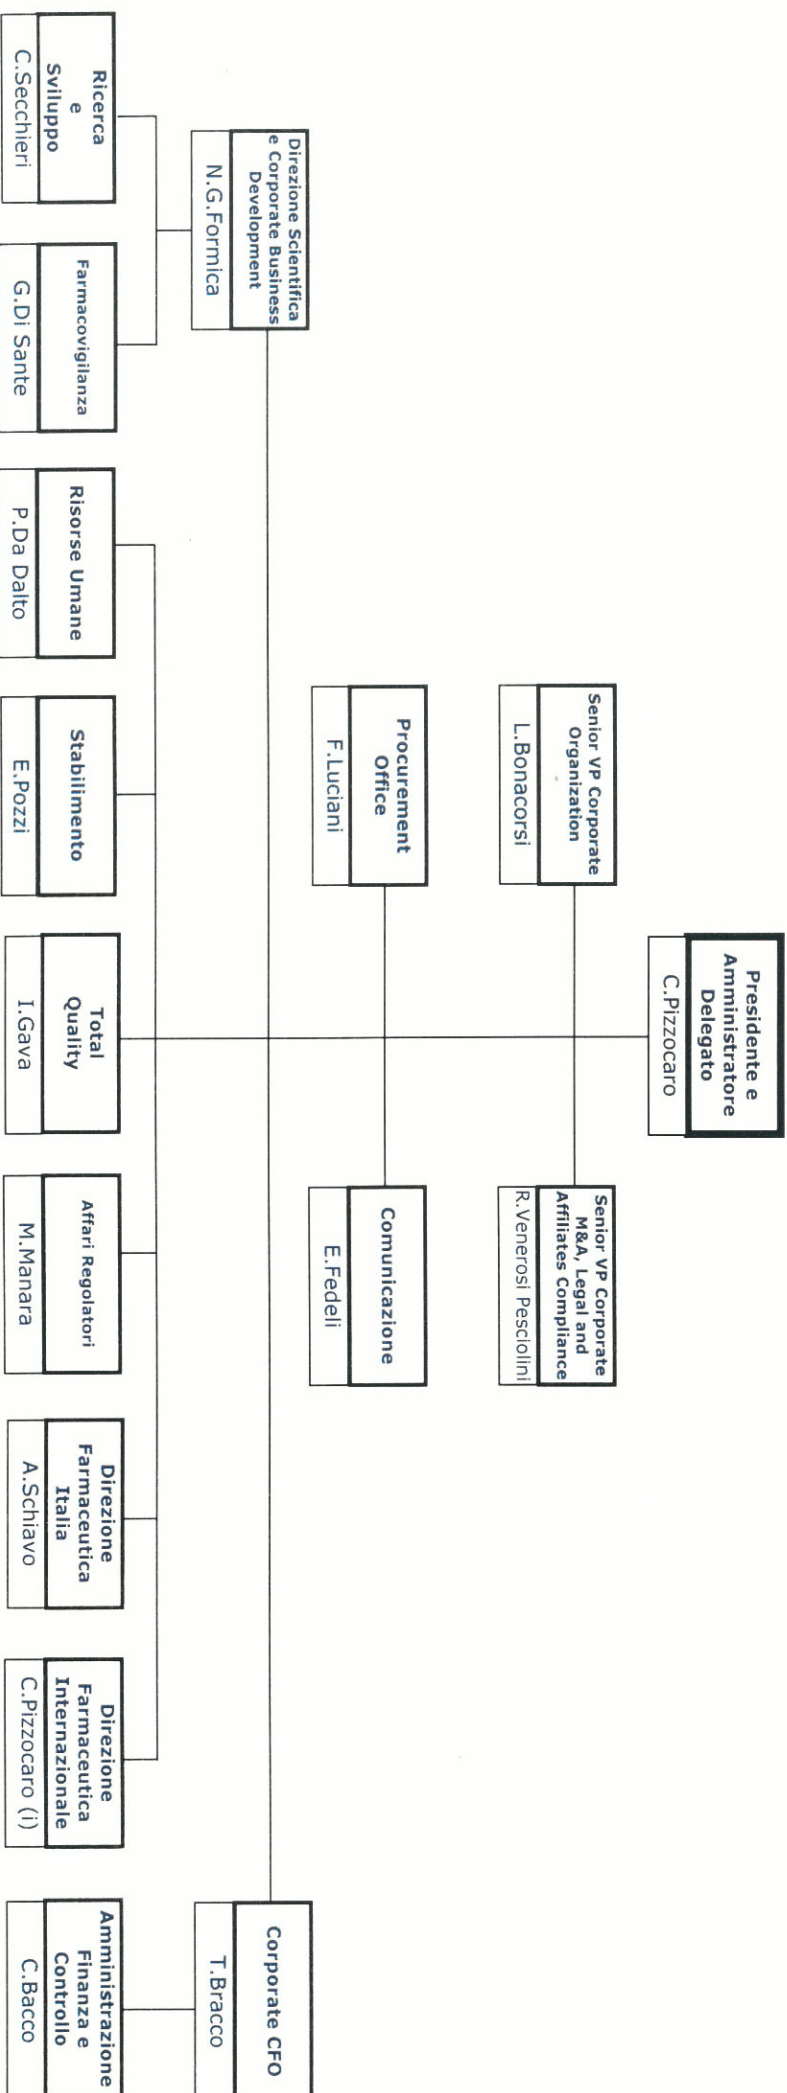 Presidente e
Amministratore
Delegato
C.Pizzocaro
Senior VP Corporate
Organization
L.Bonacorsi
Senior VP Corporate
M&A, Legal and
Affiliates Compliance
R.Venerosi Pesciolini
Procurement
Office
F.Luciani
Comunicazione
E.Fedeli
Direzione Scientifica
e Corporate Business
Development
N.G.Formica
Corporate CFO
T.Bracco
Ricerca
e
Sviluppo
C.Secchieri
Farmacovigilanza
G.Di Sante
Risorse Umane
P.Da Dalto
Stabilimento
E.Pozzi
Total
Quality
I.Gava
Affari Regolatori
M.Manara
Direzione
Farmaceutica
Italia
A.Schiavo
Direzione
Farmaceutica
Internazionale
C.Pizzocaro (i)
Amministrazione
Finanza e
Controllo
C.Bacco